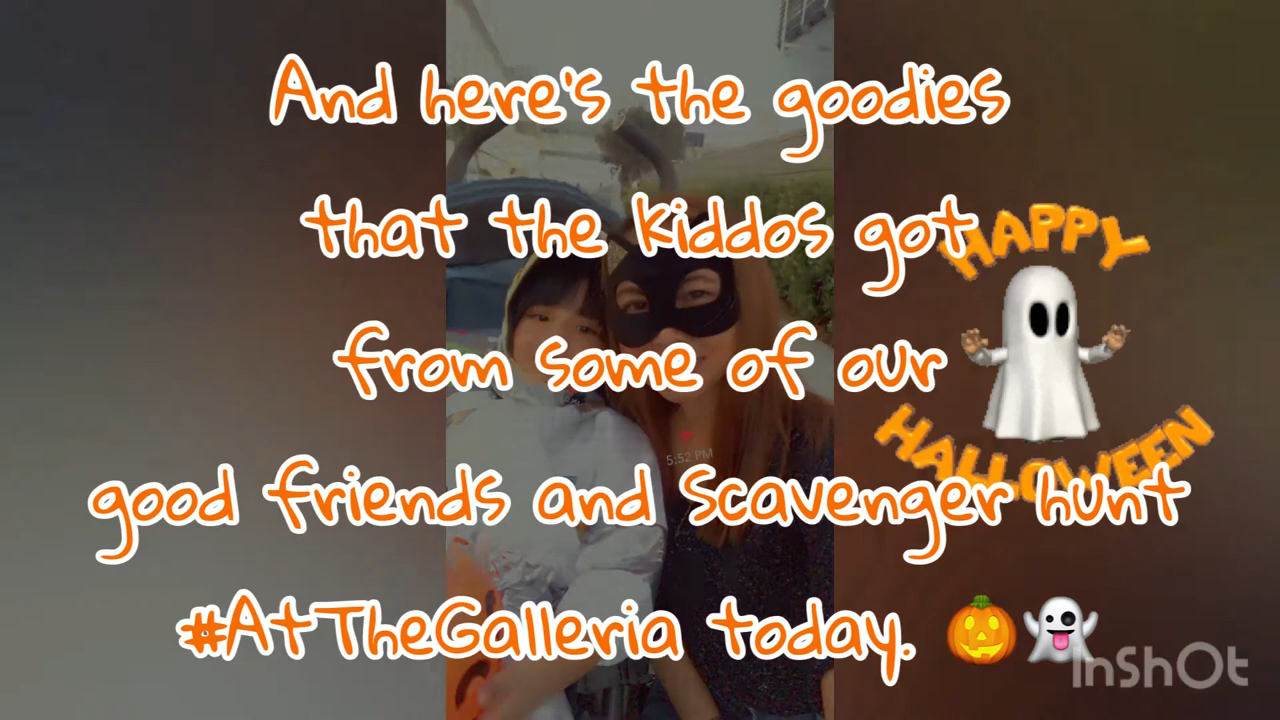 And here's the goodies
that the kiddos got
from some of our
good friends and Scavenger hunt
#AtTheGalleria today. 🎃👻
HAPPY
HALLOWEEN
5:52 PM
InShOt